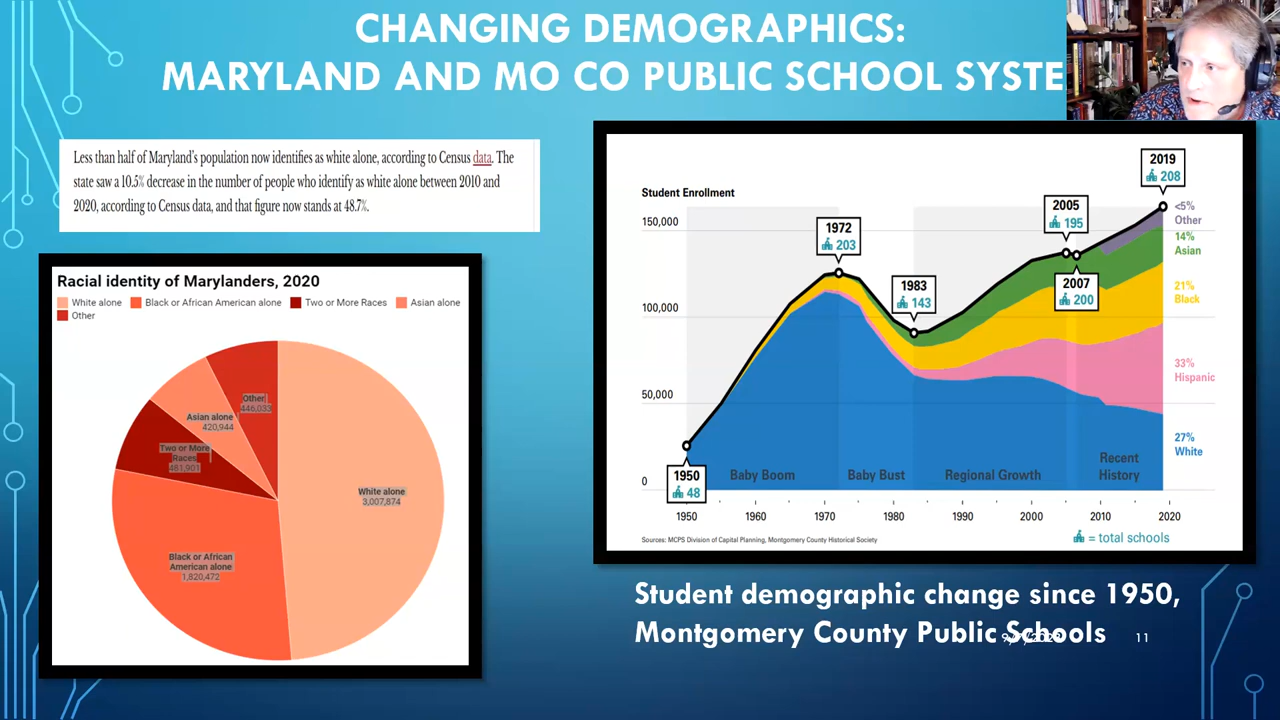 CHANGING DEMOGRAPHICS:
MARYLAND AND MO CO PUBLIC SCHOOL SYSTE
Less than half of Maryland's population now identifies as white alone, according to Census data. The
state saw a 10.5% decrease in the number of people who identify as white alone between 2010 and
2020, according to Census data, and that figure now stands at 48.7%.
Racial identity of Marylanders, 2020
White alone Black or African American alone Two or More Races Asian alone
Other
Other
446,033
Asian alone
420,944
Two or More
Races
481,901
White alone
3,007,874
Black or African
American alone
1,820,472
Student Enrollment
150,000
100,000
50,000
0
1950
48
1972
203
1983
143
2005
195
2007
200
2019
208
<5%
Other
14%
Asian
21%
Black
33%
Hispanic
27%
White
Baby Boom
Baby Bust
Regional Growth
Recent
History
1950 1960 1970 1980 1990 2000 2010 2020
Sources: MCPS Division of Capital Planning, Montgomery County Historical Society
= total schools
Student demographic change since 1950,
Montgomery County Public Schools
11